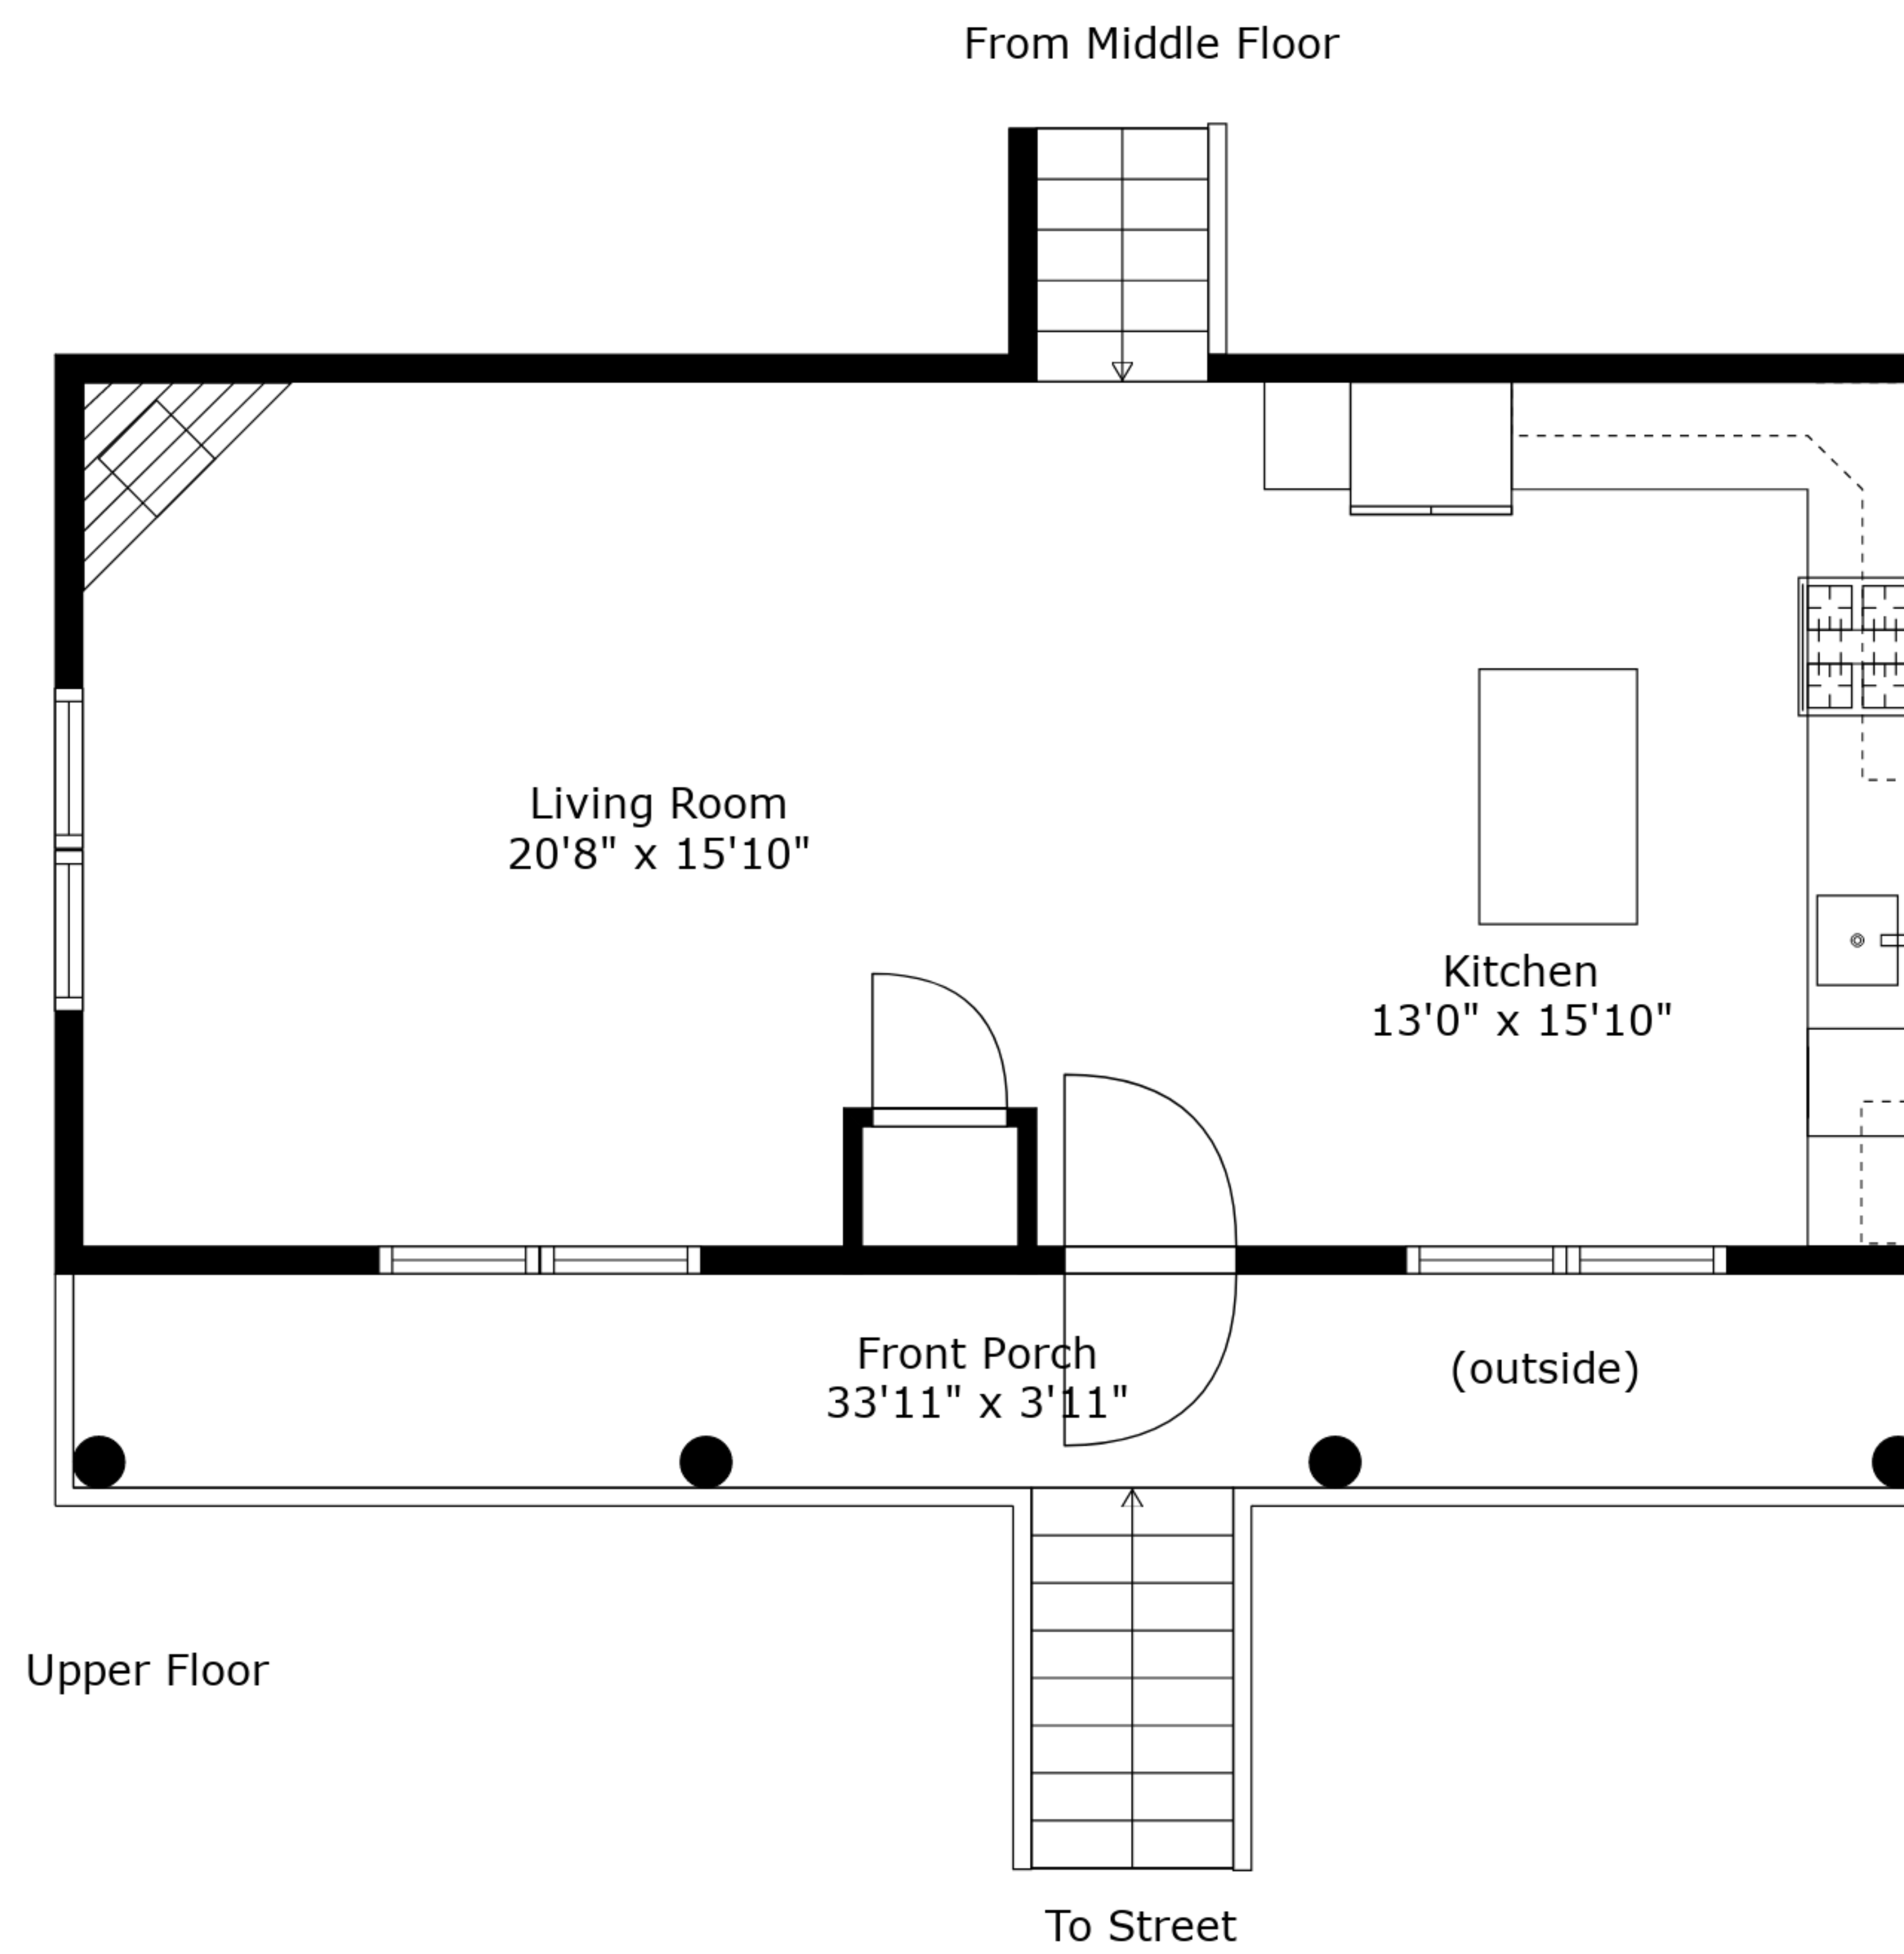 From Middle Floor
Living Room
20'8" x 15'10"
Kitchen
13'0" x 15'10"
Front Porch
33'11" x 3'11"
(outside)
Upper Floor
To Street